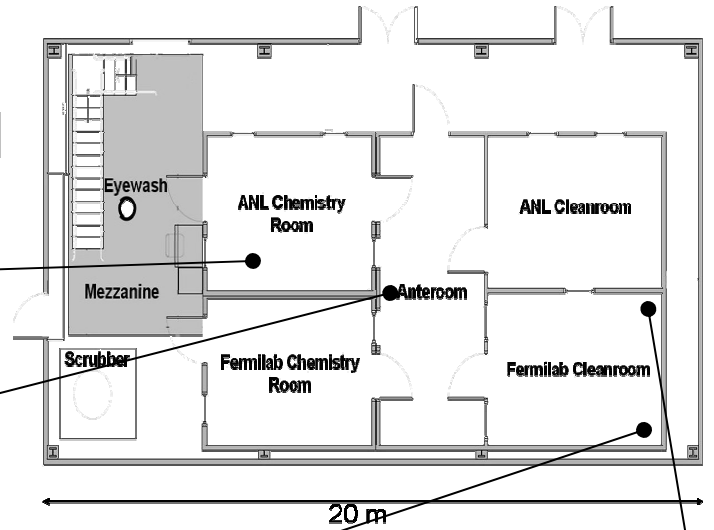 Eyewash
ANL Chemistry
Room
ANL Cleanroom
Mezzanine
Anteroom
Scrubber
Fermilab Chemistry
Room
Fermilab Cleanroom
20 m